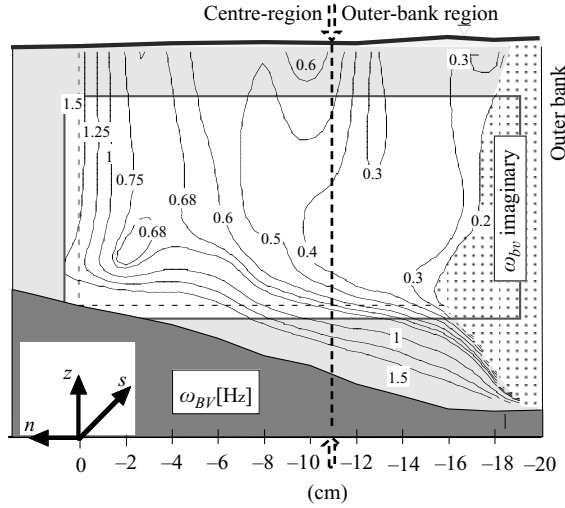 Centre-region Outer-bank region
0.6 0.3
1.5
1.25
1
0.75
0.68
0.68
0.6
0.5
0.4
0.3
0.3
0.2
ω_bv imaginary
Outer bank
1
1.5
z s
n
ω_BV[Hz]
0 –2 –4 –6 –8 –10 –12 –14 –16 –18 –20
(cm)